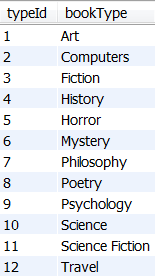 typeId bookType
1 Art
2 Computers
3 Fiction
4 History
5 Horror
6 Mystery
7 Philosophy
8 Poetry
9 Psychology
10 Science
11 Science Fiction
12 Travel